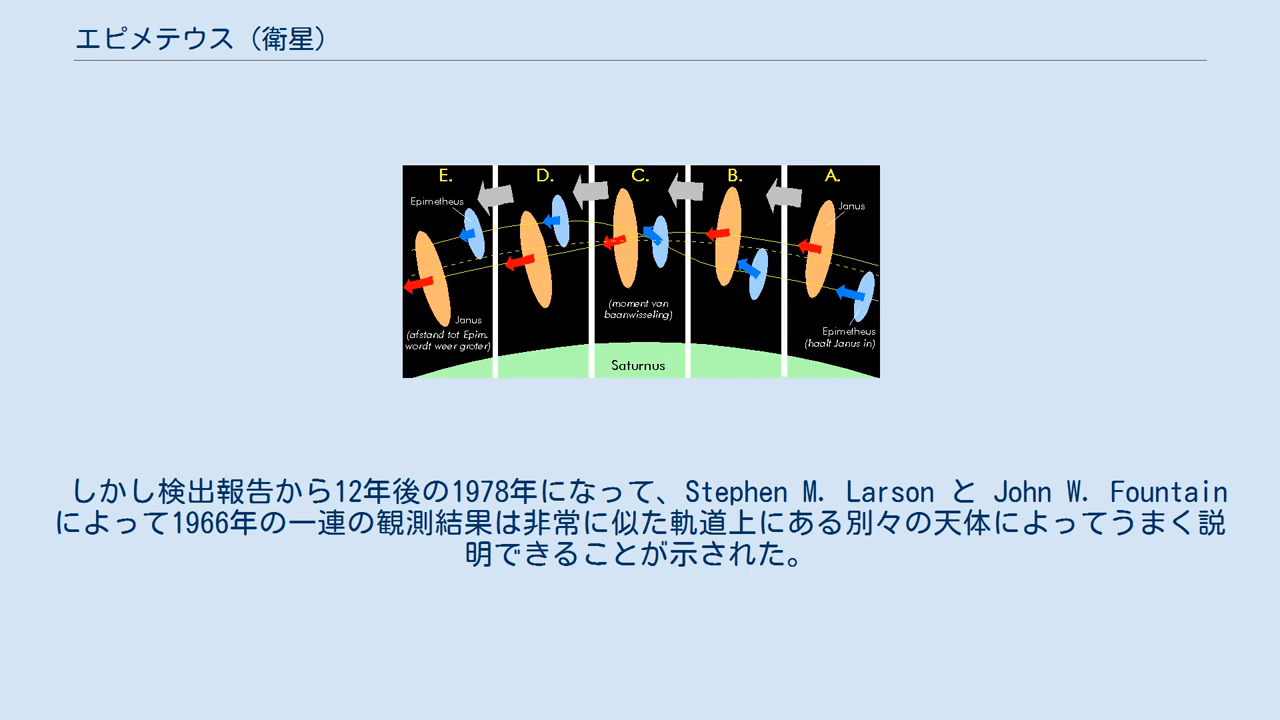 エピメテウス（衛星）
E. D. C. B. A.
Epimetheus
Janus
Janus
(afstand tot Epim.
wordt weer groter)
(moment van
baanwisseling)
Epimetheus
(haalt Janus in)
Saturnus
しかし検出報告から12年後の1978年になって、Stephen M. Larson と John W. Fountain
によって1966年の一連の観測結果は非常に似た軌道上にある別々の天体によってうまく説
明できることが示された。